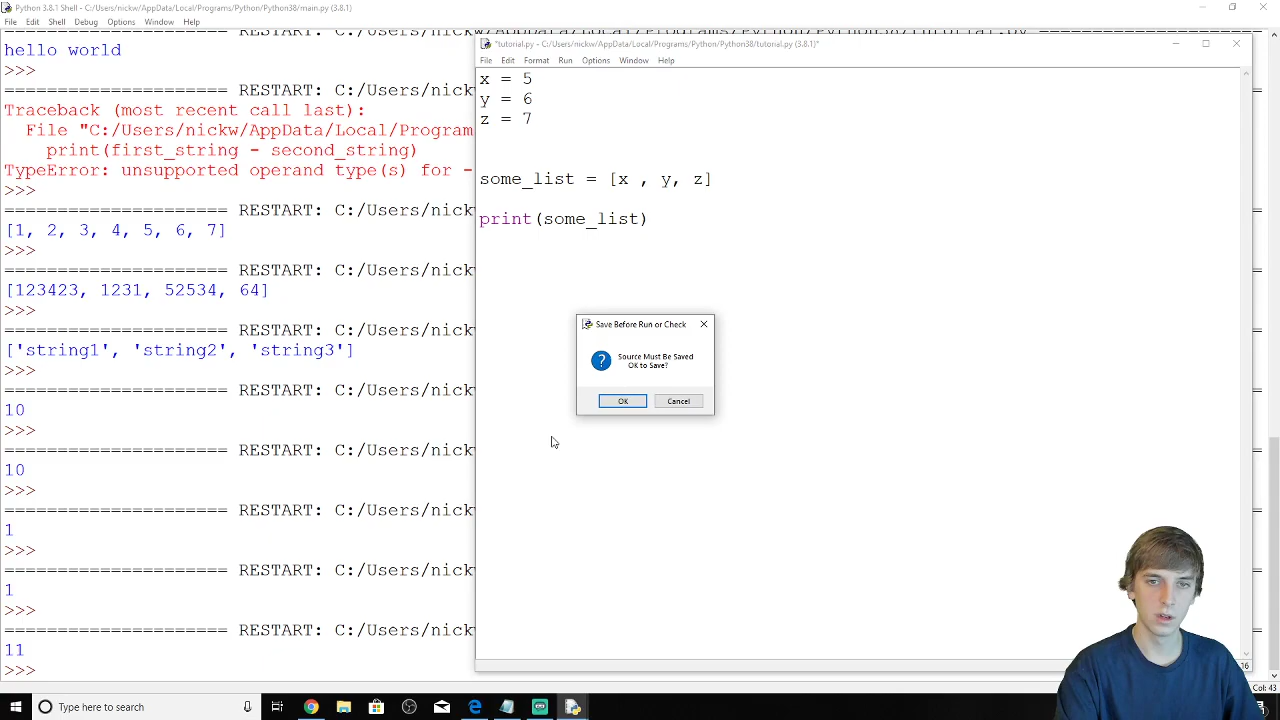 Python 3.8.1 Shell - C:/Users/nickw/AppData/Local/Programs/Python/Python38/main.py (3.8.1)
File Edit Shell Debug Options Window Help
hello world
>>>
===================== RESTART: C:/Users/nick
Traceback (most recent call last):
File "C:/Users/nickw/AppData/Local/Program
print(first_string - second_string)
TypeError: unsupported operand type(s) for -
>>>
===================== RESTART: C:/Users/nick
[1, 2, 3, 4, 5, 6, 7]
>>>
===================== RESTART: C:/Users/nick
[123423, 1231, 52534, 64]
>>>
===================== RESTART: C:/Users/nick
['string1', 'string2', 'string3']
>>>
===================== RESTART: C:/Users/nick
10
>>>
===================== RESTART: C:/Users/nick
10
>>>
===================== RESTART: C:/Users/nick
1
>>>
===================== RESTART: C:/Users/nick
1
>>>
===================== RESTART: C:/Users/nick
11
>>>
*tutorial.py - C:/Users/nickw/AppData/Local/Programs/Python/Python38/tutorial.py (3.8.1)*
File Edit Format Run Options Window Help
x = 5
y = 6
z = 7
some_list = [x , y, z]
print(some_list)
Save Before Run or Check
Source Must Be Saved
OK to Save?
OK Cancel
16
Col: 43
Type here to search